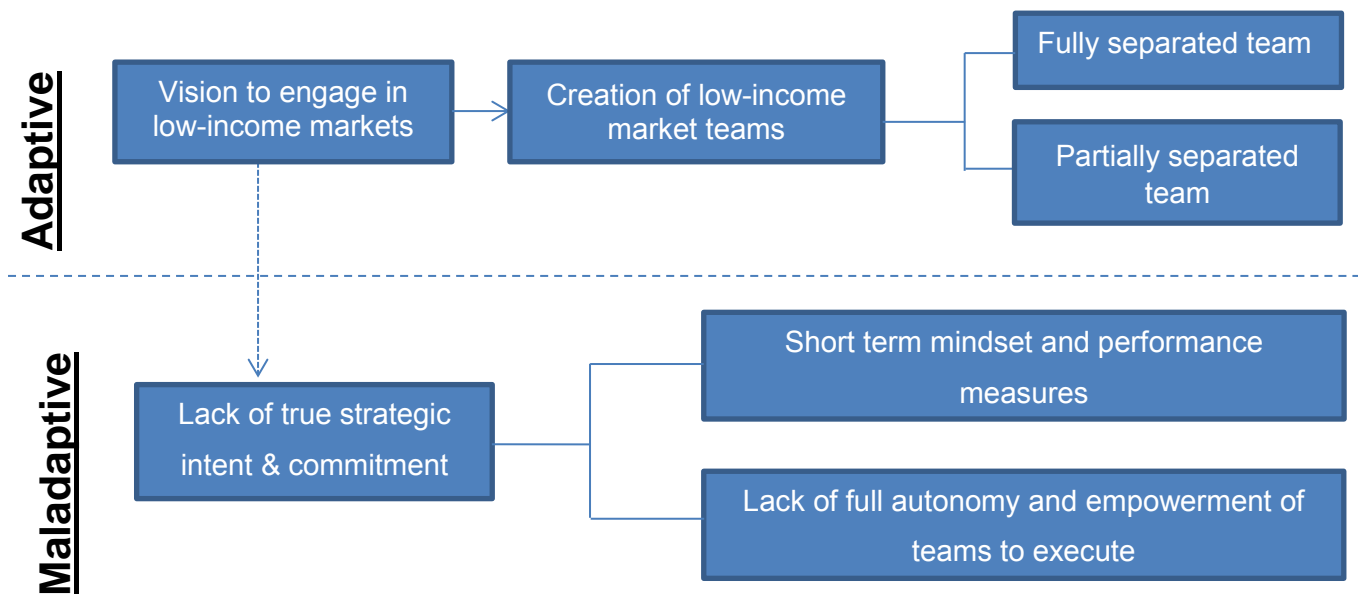 Adaptive
Vision to engage in
low-income markets
Creation of low-income
market teams
Fully separated team
Partially separated
team
Maladaptive
Lack of true strategic
intent & commitment
Short term mindset and performance
measures
Lack of full autonomy and empowerment of
teams to execute